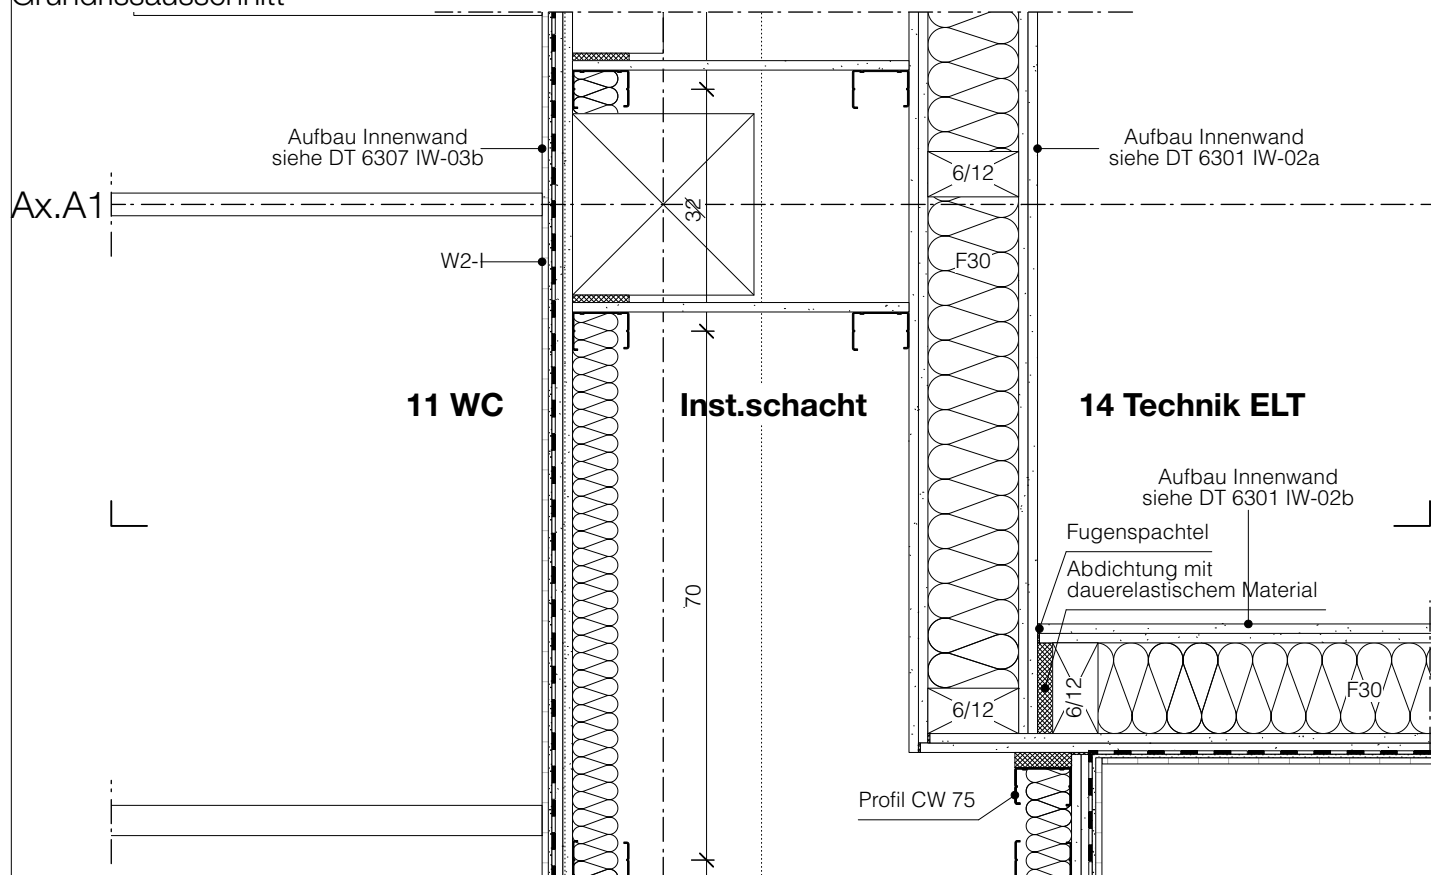 Grundrissausschnitt
Aufbau Innenwand
siehe DT 6307 IW-03b
Aufbau Innenwand
siehe DT 6301 IW-02a
6/12
Ax.A1
32
W2-I
F30
11 WC
Inst.schacht
14 Technik ELT
Aufbau Innenwand
siehe DT 6301 IW-02b
Fugenspachtel
Abdichtung mit
dauerelastischem Material
70
6/12
6/12
F30
Profil CW 75